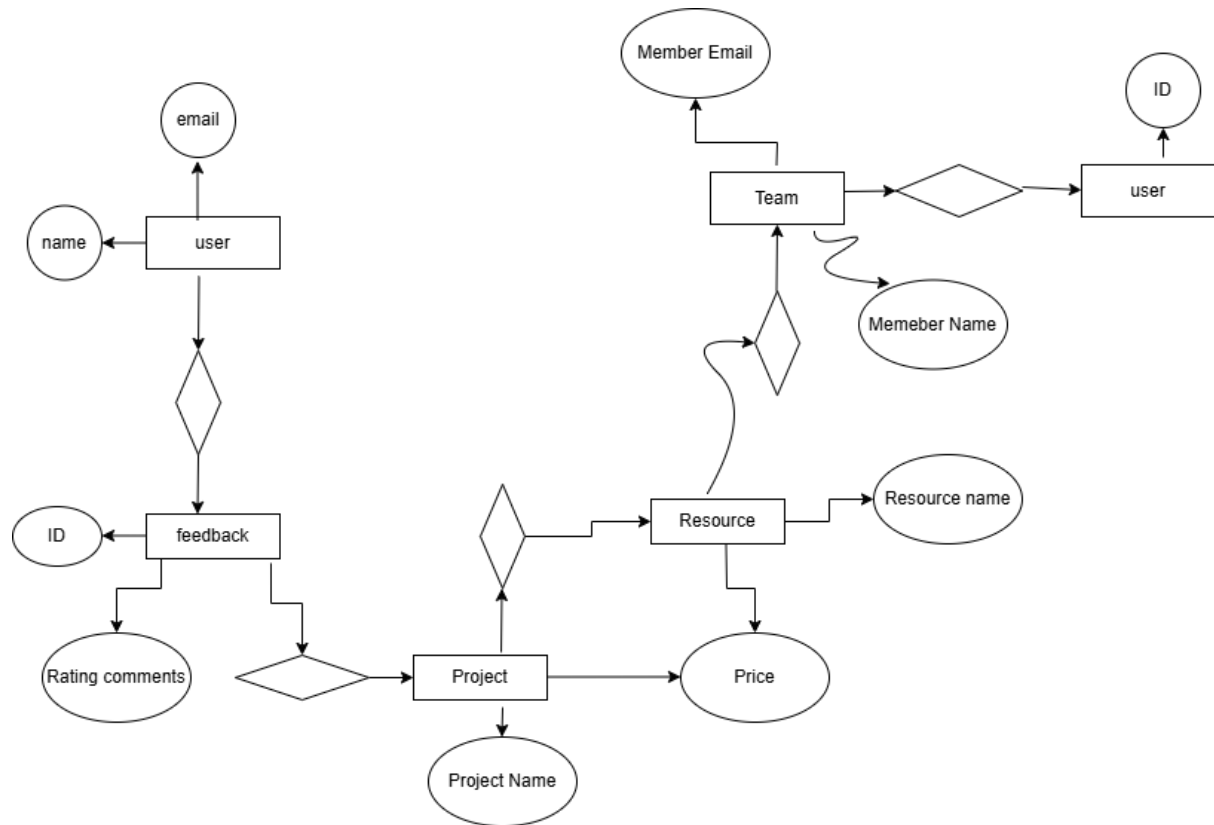 Member Email
ID
email
Team
user
name
user
Memeber Name
Resource name
Resource
ID
feedback
Rating comments
Project
Price
Project Name